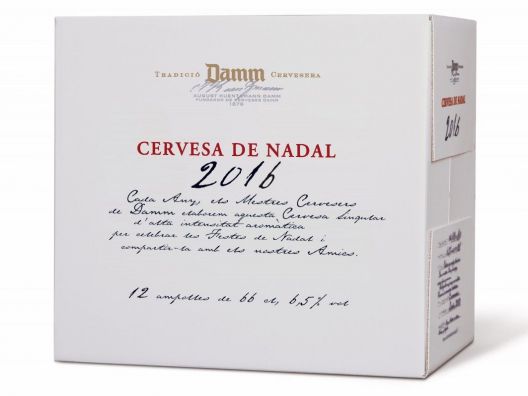 TRADICIÓ Damm CERVESERA
AUGUST KUENTZMANN DAMM
FUNDADOR DE CERVESES DAMM
1876
CERVESA DE NADAL
2016
Cada Any, els Mestres Cervesers
de Damm elaborem aquesta Cervesa Singular
d'alta intensitat aromàtica
per celebrar les Festes de Nadal i
compartir-la amb els nostres Amics.
12 ampolles de 66 cl, 6,5% vol
CERVESA DE NADAL
2016